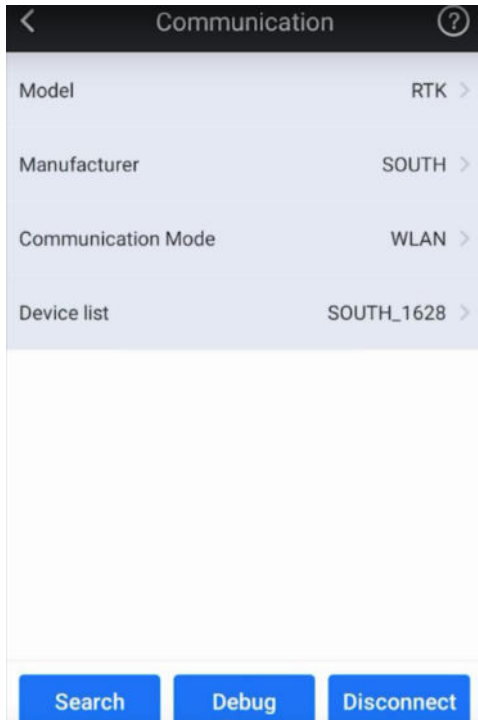 Communication ?
Model RTK
Manufacturer SOUTH
Communication Mode WLAN
Device list SOUTH_1628
Search Debug Disconnect